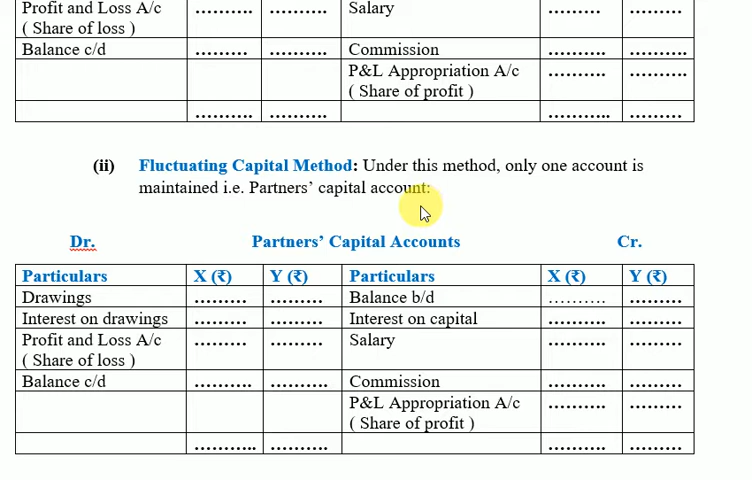 Profit and Loss A/c ………. ………. Salary ……… ………
( Share of loss )
Balance c/d ……… ………. Commission ………. ……….
P&L Appropriation A/c ………. ……….
( Share of profit )
………. ………. ……….. ………
(ii) Fluctuating Capital Method: Under this method, only one account is
maintained i.e. Partners’ capital account:
Dr. Partners’ Capital Accounts Cr.
Particulars X (₹) Y (₹) Particulars X (₹) Y (₹)
Drawings ……… ……… Balance b/d ………. ………
Interest on drawings ……… ……… Interest on capital ………. ………
Profit and Loss A/c ……… ……… Salary ………. ………
( Share of loss )
Balance c/d ………. ………. Commission ………. ………
P&L Appropriation A/c ………. ………
( Share of profit )
……….. ………. ………. ………